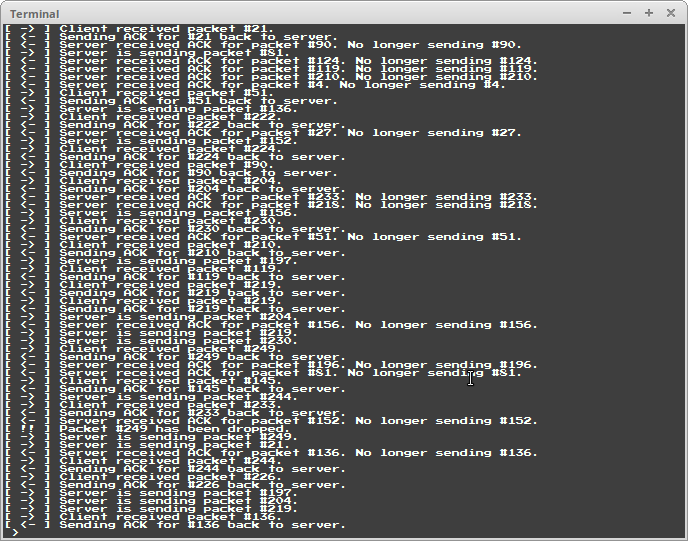 Terminal
[ -> ] Client received packet #21.
[ <- ] Sending ACK for #21 back to server.
[ <- ] Server received ACK for packet #90. No longer sending #90.
[ -> ] Server is sending packet #81.
[ <- ] Server received ACK for packet #124. No longer sending #124.
[ <- ] Server received ACK for packet #119. No longer sending #119.
[ <- ] Server received ACK for packet #210. No longer sending #210.
[ <- ] Server received ACK for packet #4. No longer sending #4.
[ -> ] Client received packet #51.
[ <- ] Sending ACK for #51 back to server.
[ -> ] Server is sending packet #136.
[ -> ] Client received packet #222.
[ <- ] Sending ACK for #222 back to server.
[ <- ] Server received ACK for packet #27. No longer sending #27.
[ -> ] Server is sending packet #152.
[ -> ] Client received packet #224.
[ <- ] Sending ACK for #224 back to server.
[ -> ] Client received packet #90.
[ <- ] Sending ACK for #90 back to server.
[ -> ] Client received packet #204.
[ <- ] Sending ACK for #204 back to server.
[ <- ] Server received ACK for packet #233. No longer sending #233.
[ <- ] Server received ACK for packet #218. No longer sending #218.
[ -> ] Server is sending packet #156.
[ -> ] Client received packet #230.
[ <- ] Sending ACK for #230 back to server.
[ <- ] Server received ACK for packet #51. No longer sending #51.
[ -> ] Client received packet #210.
[ <- ] Sending ACK for #210 back to server.
[ -> ] Server is sending packet #197.
[ -> ] Client received packet #119.
[ <- ] Sending ACK for #119 back to server.
[ -> ] Client received packet #219.
[ <- ] Sending ACK for #219 back to server.
[ -> ] Client received packet #219.
[ <- ] Sending ACK for #219 back to server.
[ -> ] Server is sending packet #204.
[ <- ] Server received ACK for packet #156. No longer sending #156.
[ -> ] Server is sending packet #219.
[ -> ] Server is sending packet #230.
[ -> ] Client received packet #249.
[ <- ] Sending ACK for #249 back to server.
[ <- ] Server received ACK for packet #196. No longer sending #196.
[ <- ] Server received ACK for packet #81. No longer sending #81.
[ -> ] Client received packet #145.
[ <- ] Sending ACK for #145 back to server.
[ -> ] Server is sending packet #244.
[ -> ] Client received packet #233.
[ <- ] Sending ACK for #233 back to server.
[ <- ] Server received ACK for packet #152. No longer sending #152.
[ !! ] Packet #249 has been dropped.
[ -> ] Server is sending packet #249.
[ -> ] Server is sending packet #21.
[ <- ] Server received ACK for packet #136. No longer sending #136.
[ -> ] Client received packet #244.
[ <- ] Sending ACK for #244 back to server.
[ -> ] Client received packet #226.
[ <- ] Sending ACK for #226 back to server.
[ -> ] Server is sending packet #197.
[ -> ] Server is sending packet #204.
[ -> ] Server is sending packet #219.
[ -> ] Client received packet #136.
[ <- ] Sending ACK for #136 back to server.
>